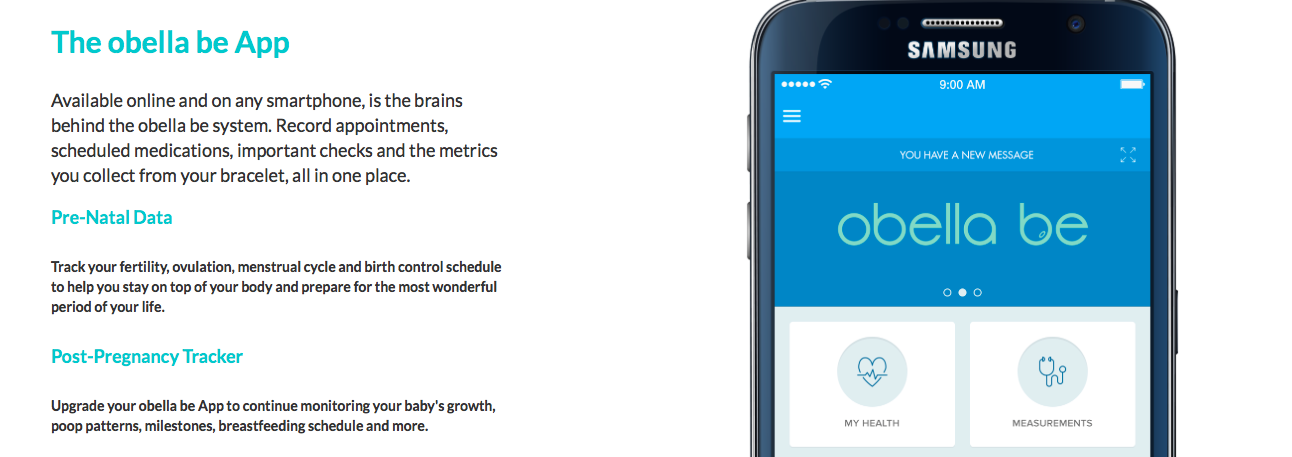 The obella be App
Available online and on any smartphone, is the brains
behind the obella be system. Record appointments,
scheduled medications, important checks and the metrics
you collect from your bracelet, all in one place.
Pre-Natal Data
Track your fertility, ovulation, menstrual cycle and birth control schedule
to help you stay on top of your body and prepare for the most wonderful
period of your life.
Post-Pregnancy Tracker
Upgrade your obella be App to continue monitoring your baby's growth,
poop patterns, milestones, breastfeeding schedule and more.
SAMSUNG
9:00 AM
YOU HAVE A NEW MESSAGE
obella be
MY HEALTH
MEASUREMENTS